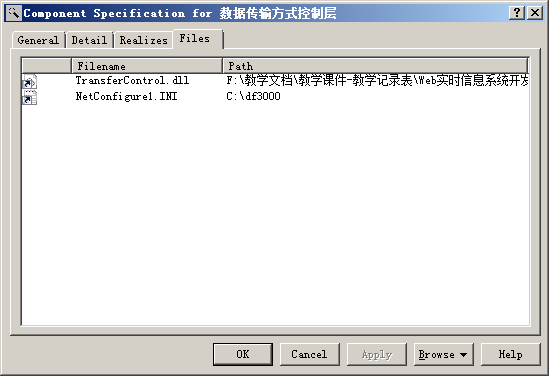 Component Specification for 数据传输方式控制层
General Detail Realizes Files
Filename Path
TransferControl.dll F:\教学文档\教学课件-教学记录表\Web实时信息系统开发
NetConfigure1.INI C:\df3000
OK Cancel Apply Browse Help